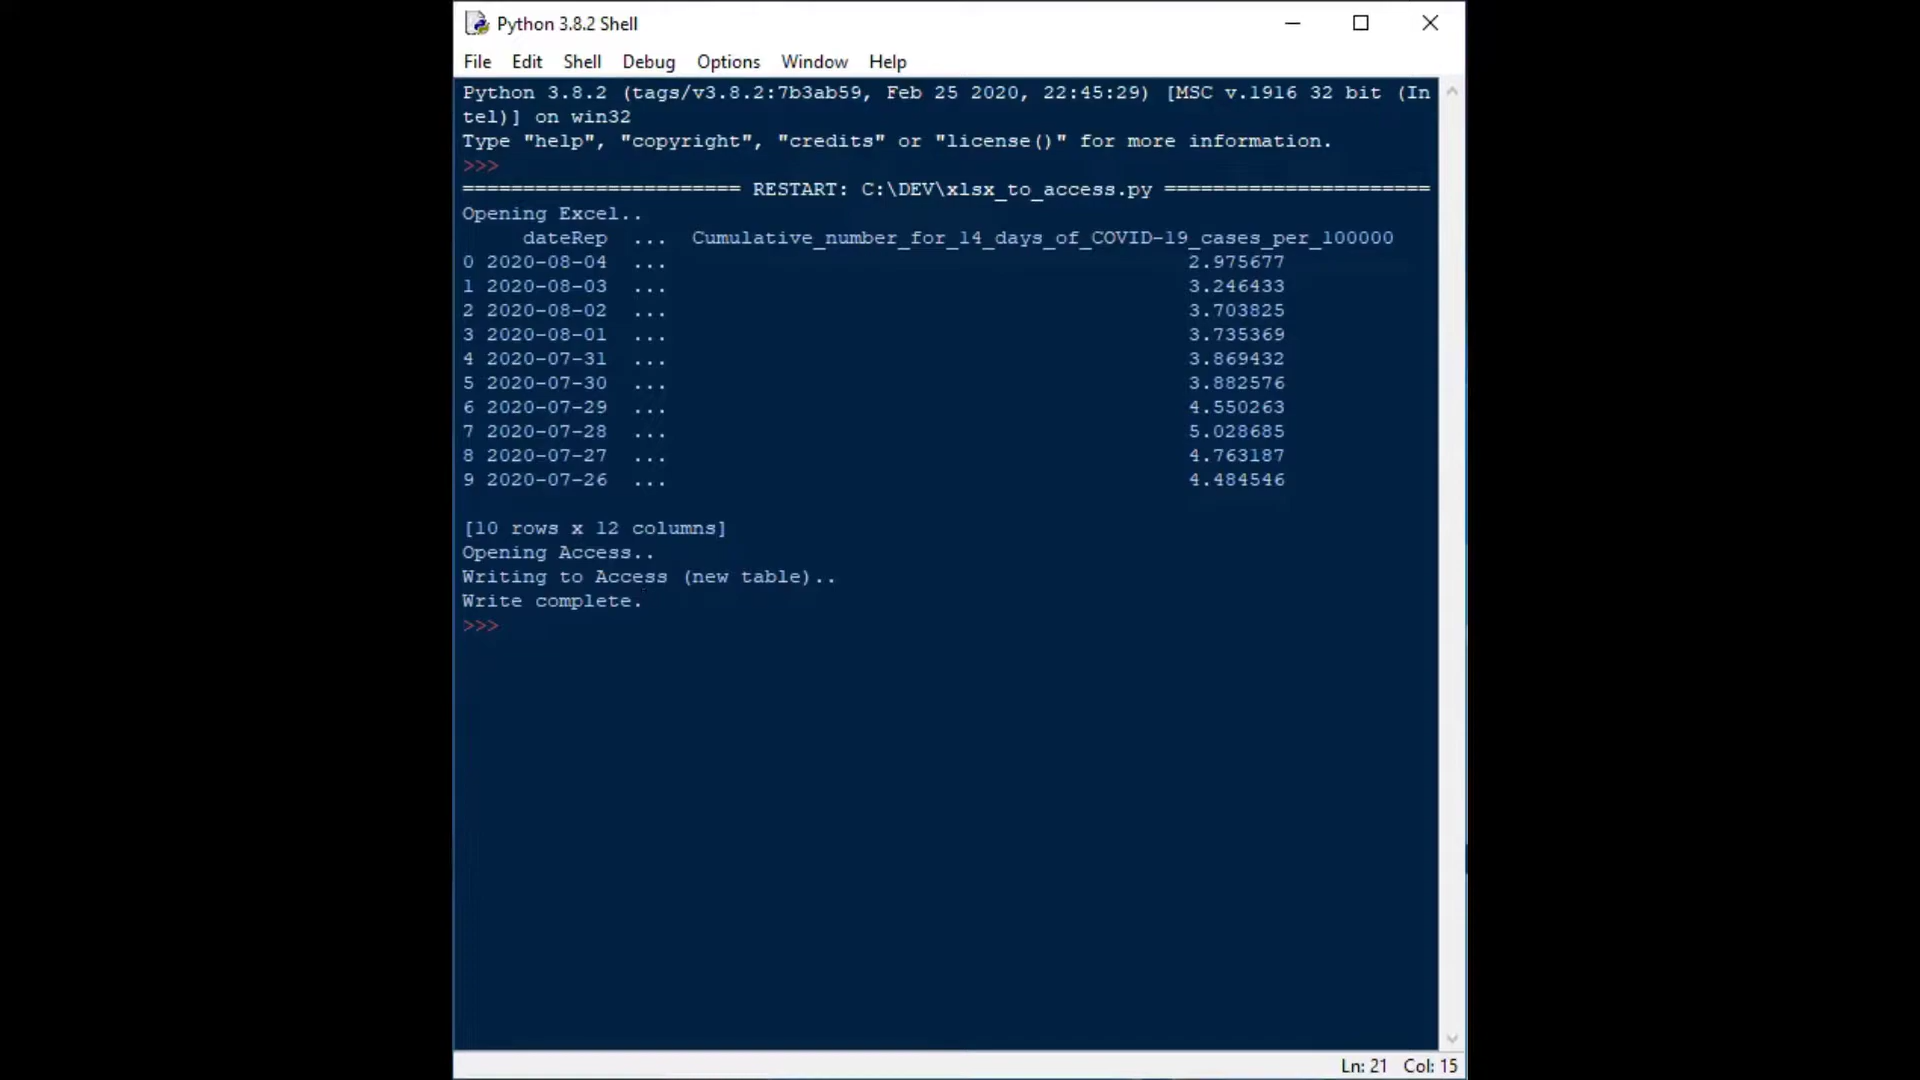 Python 3.8.2 Shell
File Edit Shell Debug Options Window Help
Python 3.8.2 (tags/v3.8.2:7b3ab59, Feb 25 2020, 22:45:29) [MSC v.1916 32 bit (In
tel)] on win32
Type "help", "copyright", "credits" or "license()" for more information.
>>>
======================= RESTART: C:\DEV\xlsx_to_access.py ======================
Opening Excel..
dateRep ... Cumulative_number_for_14_days_of_COVID-19_cases_per_100000
0 2020-08-04 ... 2.975677
1 2020-08-03 ... 3.246433
2 2020-08-02 ... 3.703825
3 2020-08-01 ... 3.735369
4 2020-07-31 ... 3.869432
5 2020-07-30 ... 3.882576
6 2020-07-29 ... 4.550263
7 2020-07-28 ... 5.028685
8 2020-07-27 ... 4.763187
9 2020-07-26 ... 4.484546
[10 rows x 12 columns]
Opening Access..
Writing to Access (new table)..
Write complete.
>>>
Ln: 21 Col: 15